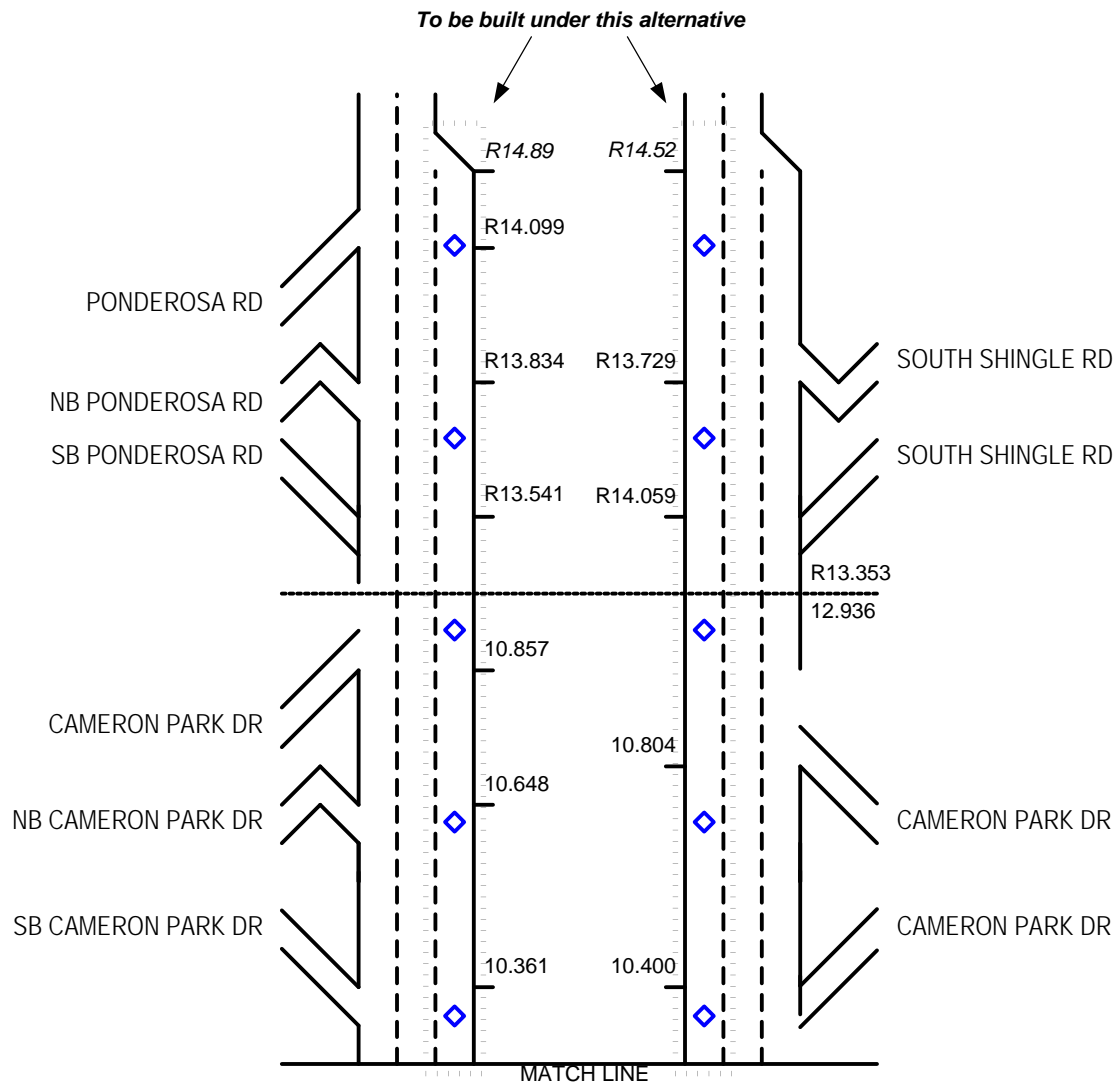 To be built under this alternative
R14.89 R14.52
R14.099
PONDEROSA RD
R13.834 R13.729 SOUTH SHINGLE RD
NB PONDEROSA RD
SB PONDEROSA RD SOUTH SHINGLE RD
R13.541 R14.059
R13.353
12.936
10.857
CAMERON PARK DR
10.804
10.648
NB CAMERON PARK DR CAMERON PARK DR
SB CAMERON PARK DR CAMERON PARK DR
10.361 10.400
MATCH LINE